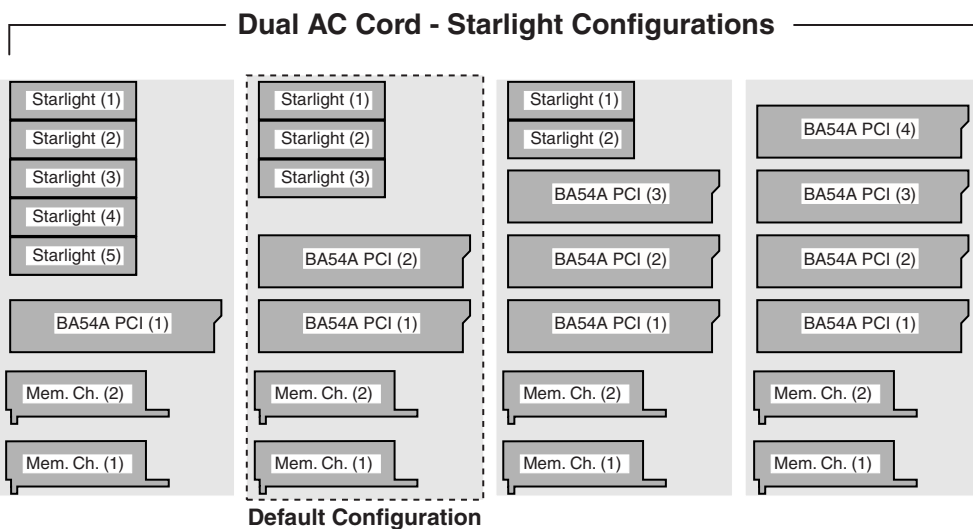 Dual AC Cord - Starlight Configurations
Starlight (1)
Starlight (2)
Starlight (3)
Starlight (4)
Starlight (5)
BA54A PCI (1)
Mem. Ch. (2)
Mem. Ch. (1)
Starlight (1)
Starlight (2)
Starlight (3)
BA54A PCI (2)
BA54A PCI (1)
Mem. Ch. (2)
Mem. Ch. (1)
Default Configuration
Starlight (1)
Starlight (2)
BA54A PCI (3)
BA54A PCI (2)
BA54A PCI (1)
Mem. Ch. (2)
Mem. Ch. (1)
BA54A PCI (4)
BA54A PCI (3)
BA54A PCI (2)
BA54A PCI (1)
Mem. Ch. (2)
Mem. Ch. (1)